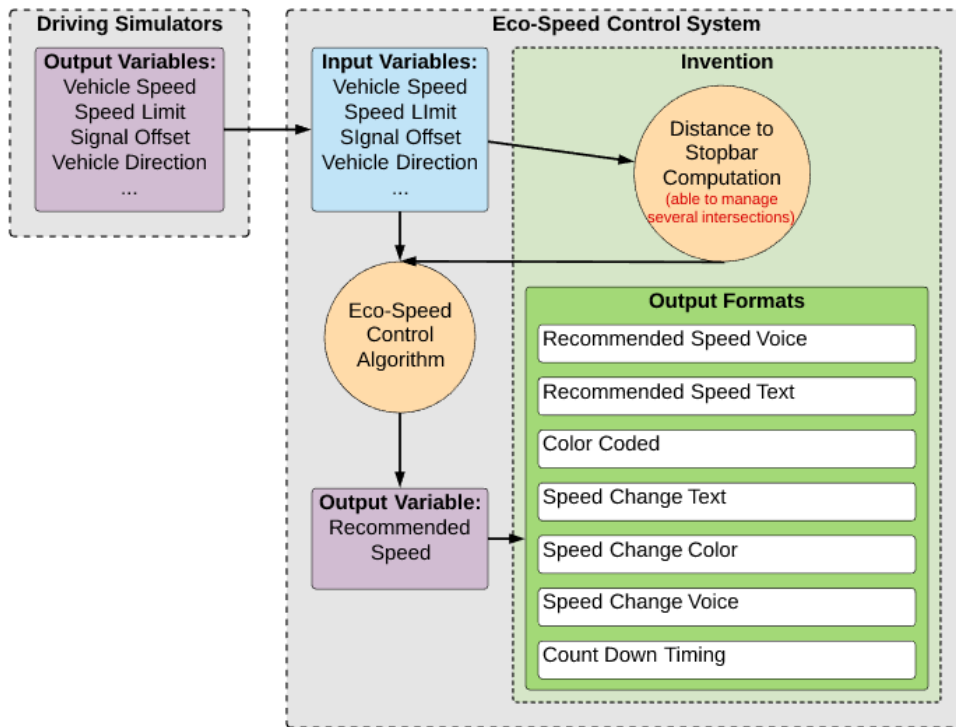 Driving Simulators
Output Variables:
Vehicle Speed
Speed Limit
Signal Offset
Vehicle Direction
...
Eco-Speed Control System
Input Variables:
Vehicle Speed
Speed LImit
SIgnal Offset
Vehicle Direction
...
Invention
Distance to
Stopbar
Computation
(able to manage
several intersections)
Eco-Speed
Control
Algorithm
Output Variable:
Recommended
Speed
Output Formats
Recommended Speed Voice
Recommended Speed Text
Color Coded
Speed Change Text
Speed Change Color
Speed Change Voice
Count Down Timing